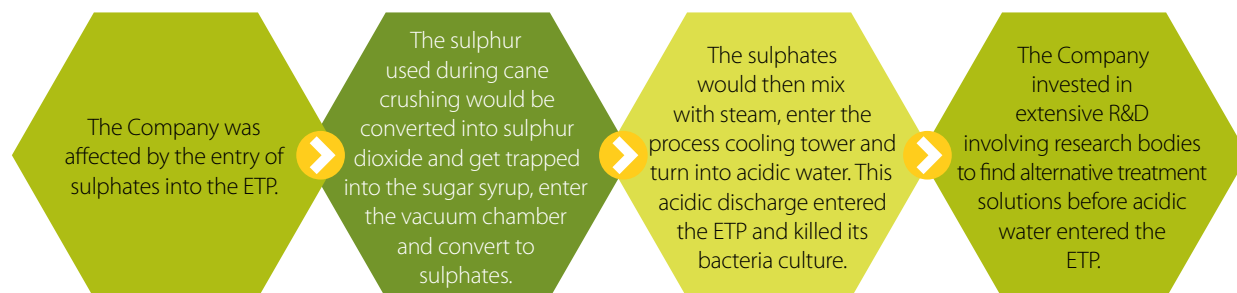 The Company was
affected by the entry of
sulphates into the ETP.
The sulphur
used during cane
crushing would be
converted into sulphur
dioxide and get trapped
into the sugar syrup, enter
the vacuum chamber
and convert to
sulphates.
The sulphates
would then mix
with steam, enter the
process cooling tower and
turn into acidic water. This
acidic discharge entered
the ETP and killed its
bacteria culture.
The Company
invested in
extensive R&D
involving research bodies
to find alternative treatment
solutions before acidic
water entered the
ETP.